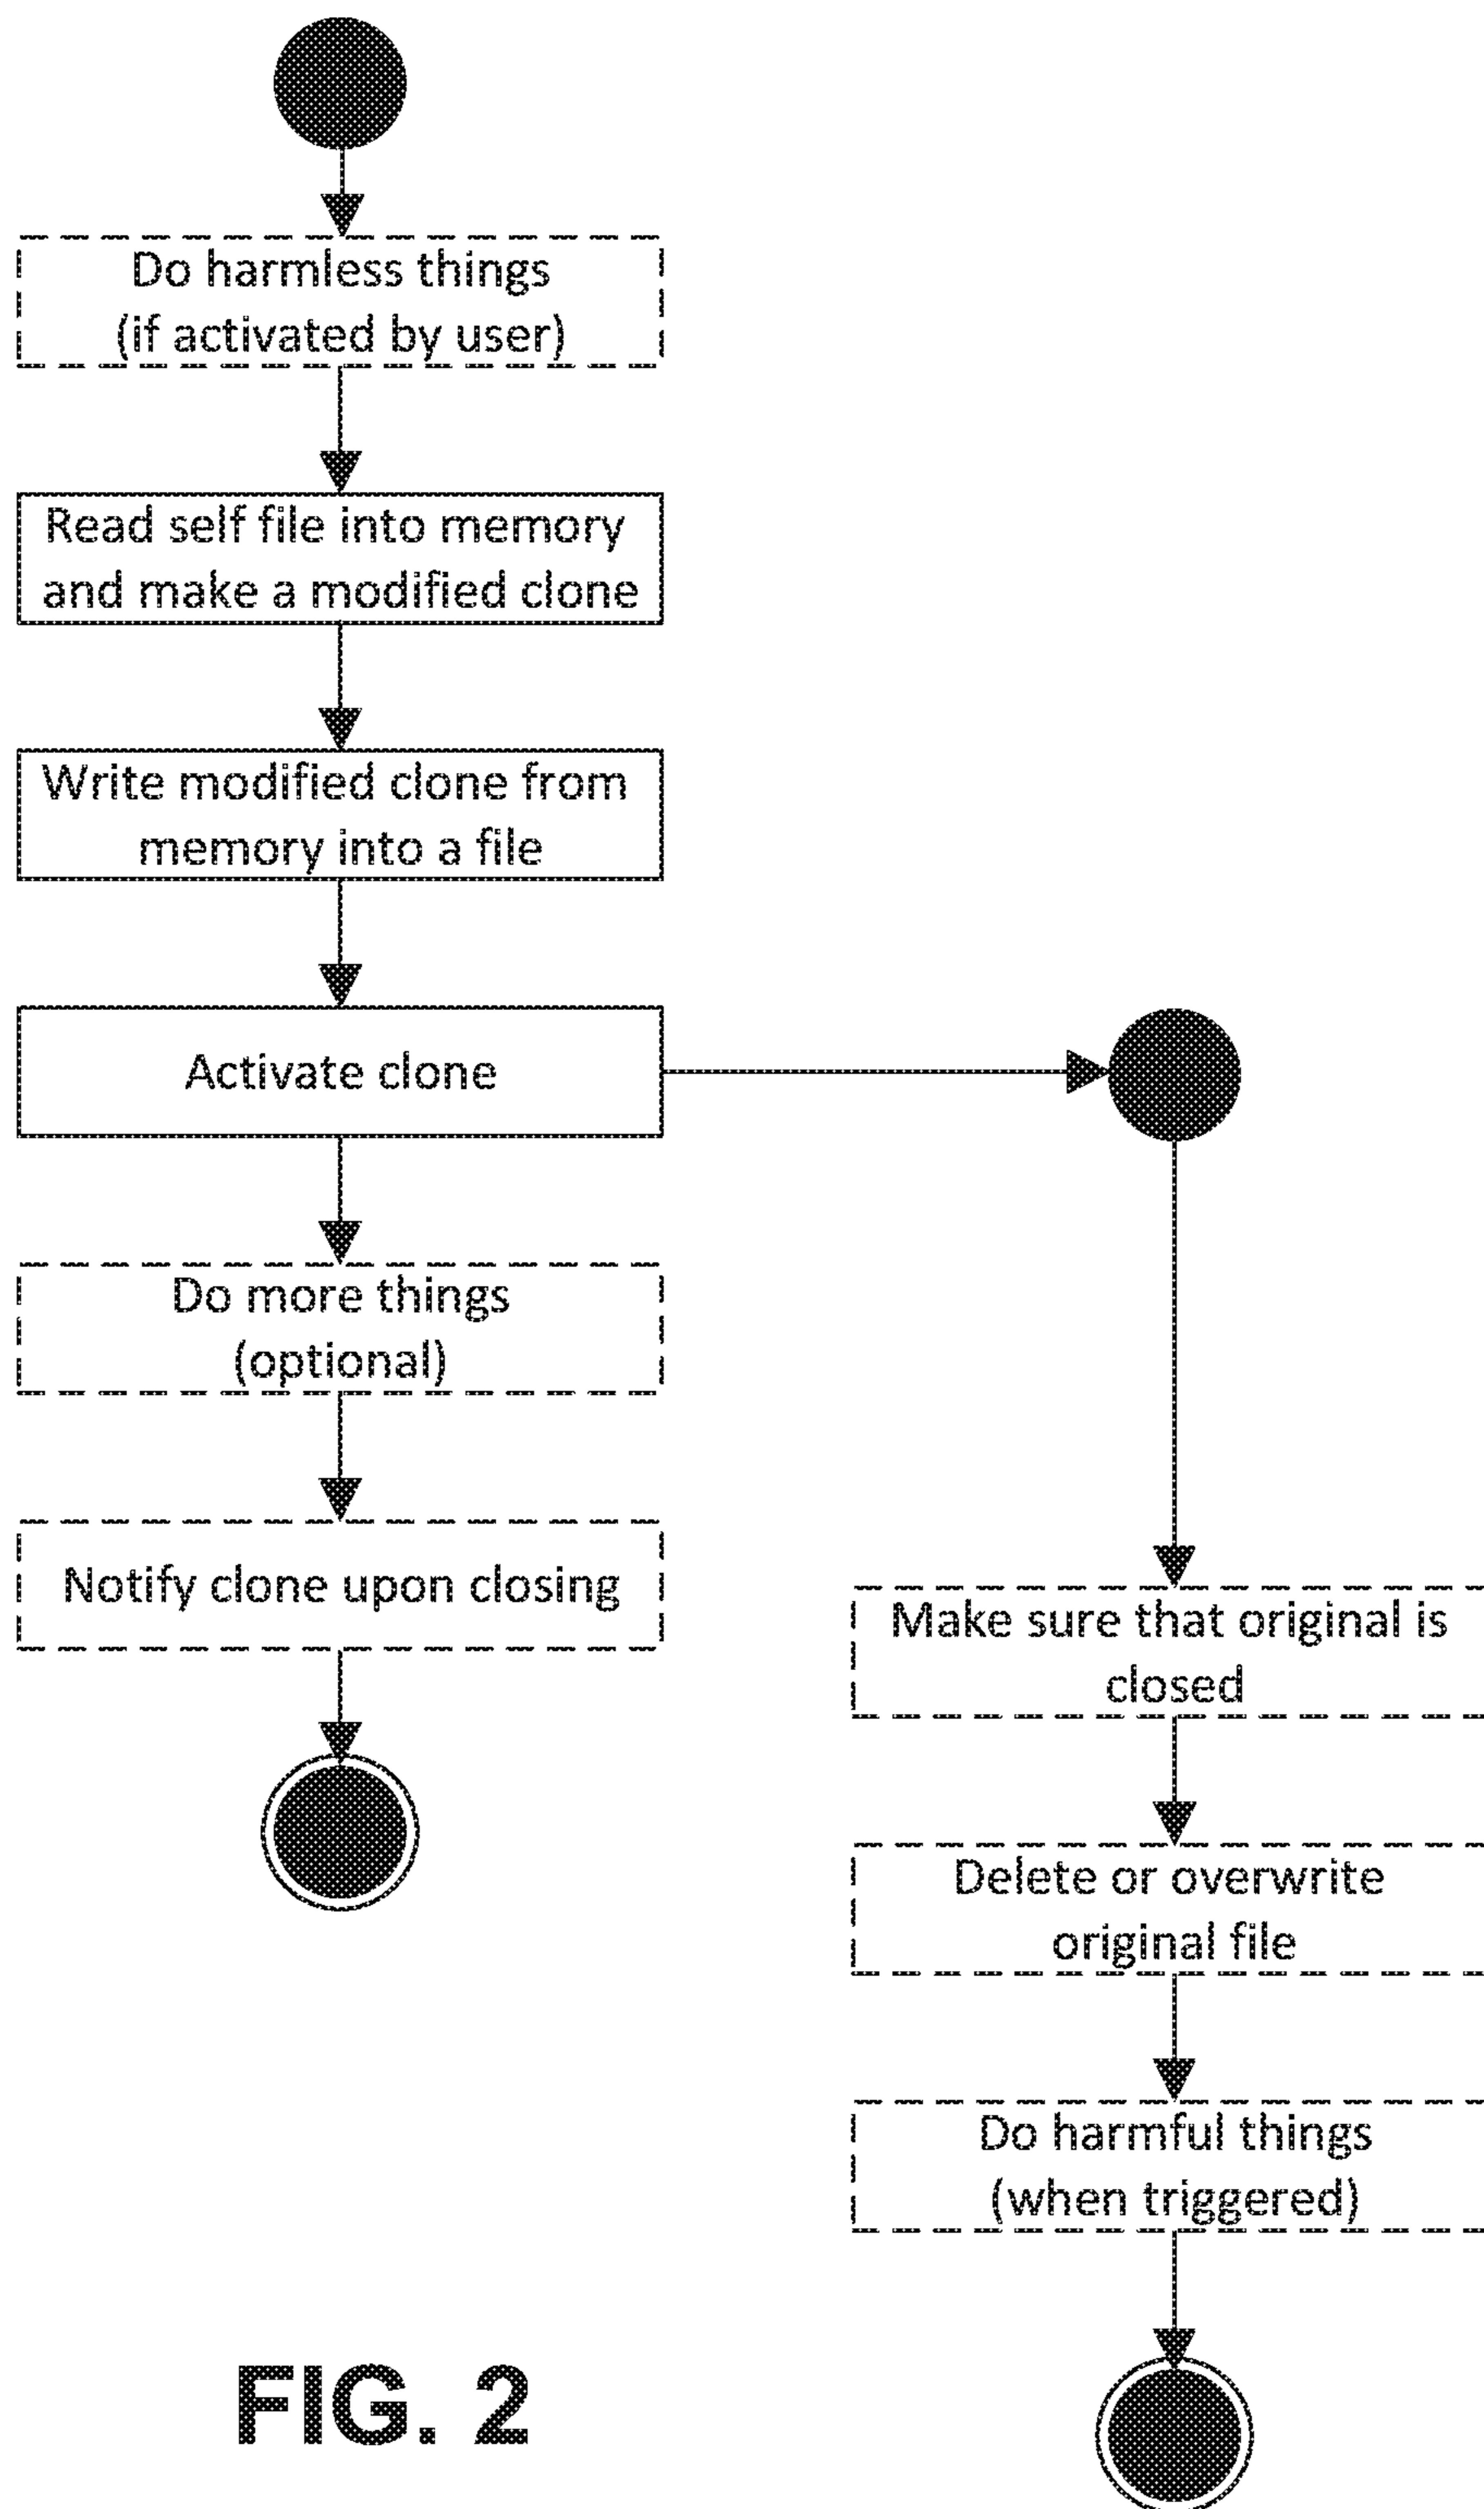 Do harmless things
(if activated by user)
Read self file into memory
and make a modified clone
Write modified clone from
memory into a file
Activate clone
Do more things
(optional)
Notify clone upon closing
Make sure that original is
closed
Delete or overwrite
original file
Do harmful things
(when triggered)
FIG. 2